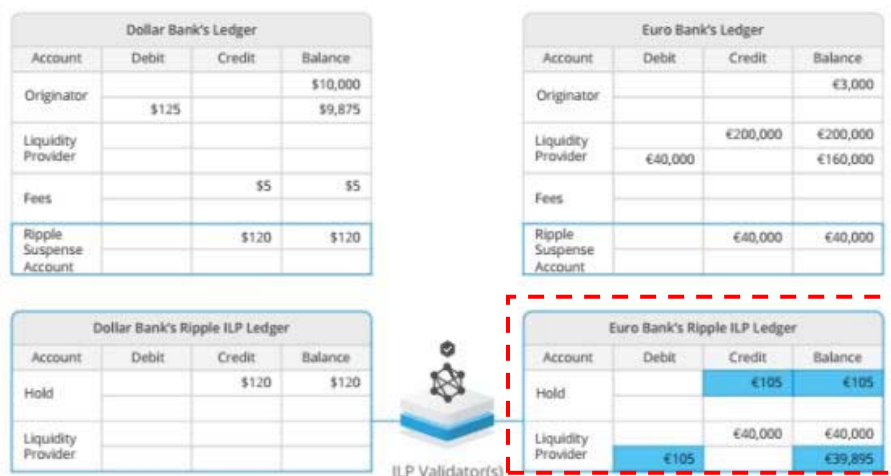 Dollar Bank's Ledger
Account Debit Credit Balance
Originator
$10,000
$125 $9,875
Liquidity
Provider
Fees
$5 $5
Ripple
Suspense
Account
$120 $120
Euro Bank's Ledger
Account Debit Credit Balance
Originator
€3,000
Liquidity
Provider
€200,000 €200,000
€40,000 €160,000
Fees
Ripple
Suspense
Account
€40,000 €40,000
Dollar Bank's Ripple ILP Ledger
Account Debit Credit Balance
Hold
$120 $120
Liquidity
Provider
ILP Validator(s)
Euro Bank's Ripple ILP Ledger
Account Debit Credit Balance
Hold
€105 €105
Liquidity
Provider
€40,000 €40,000
€105 €39,895